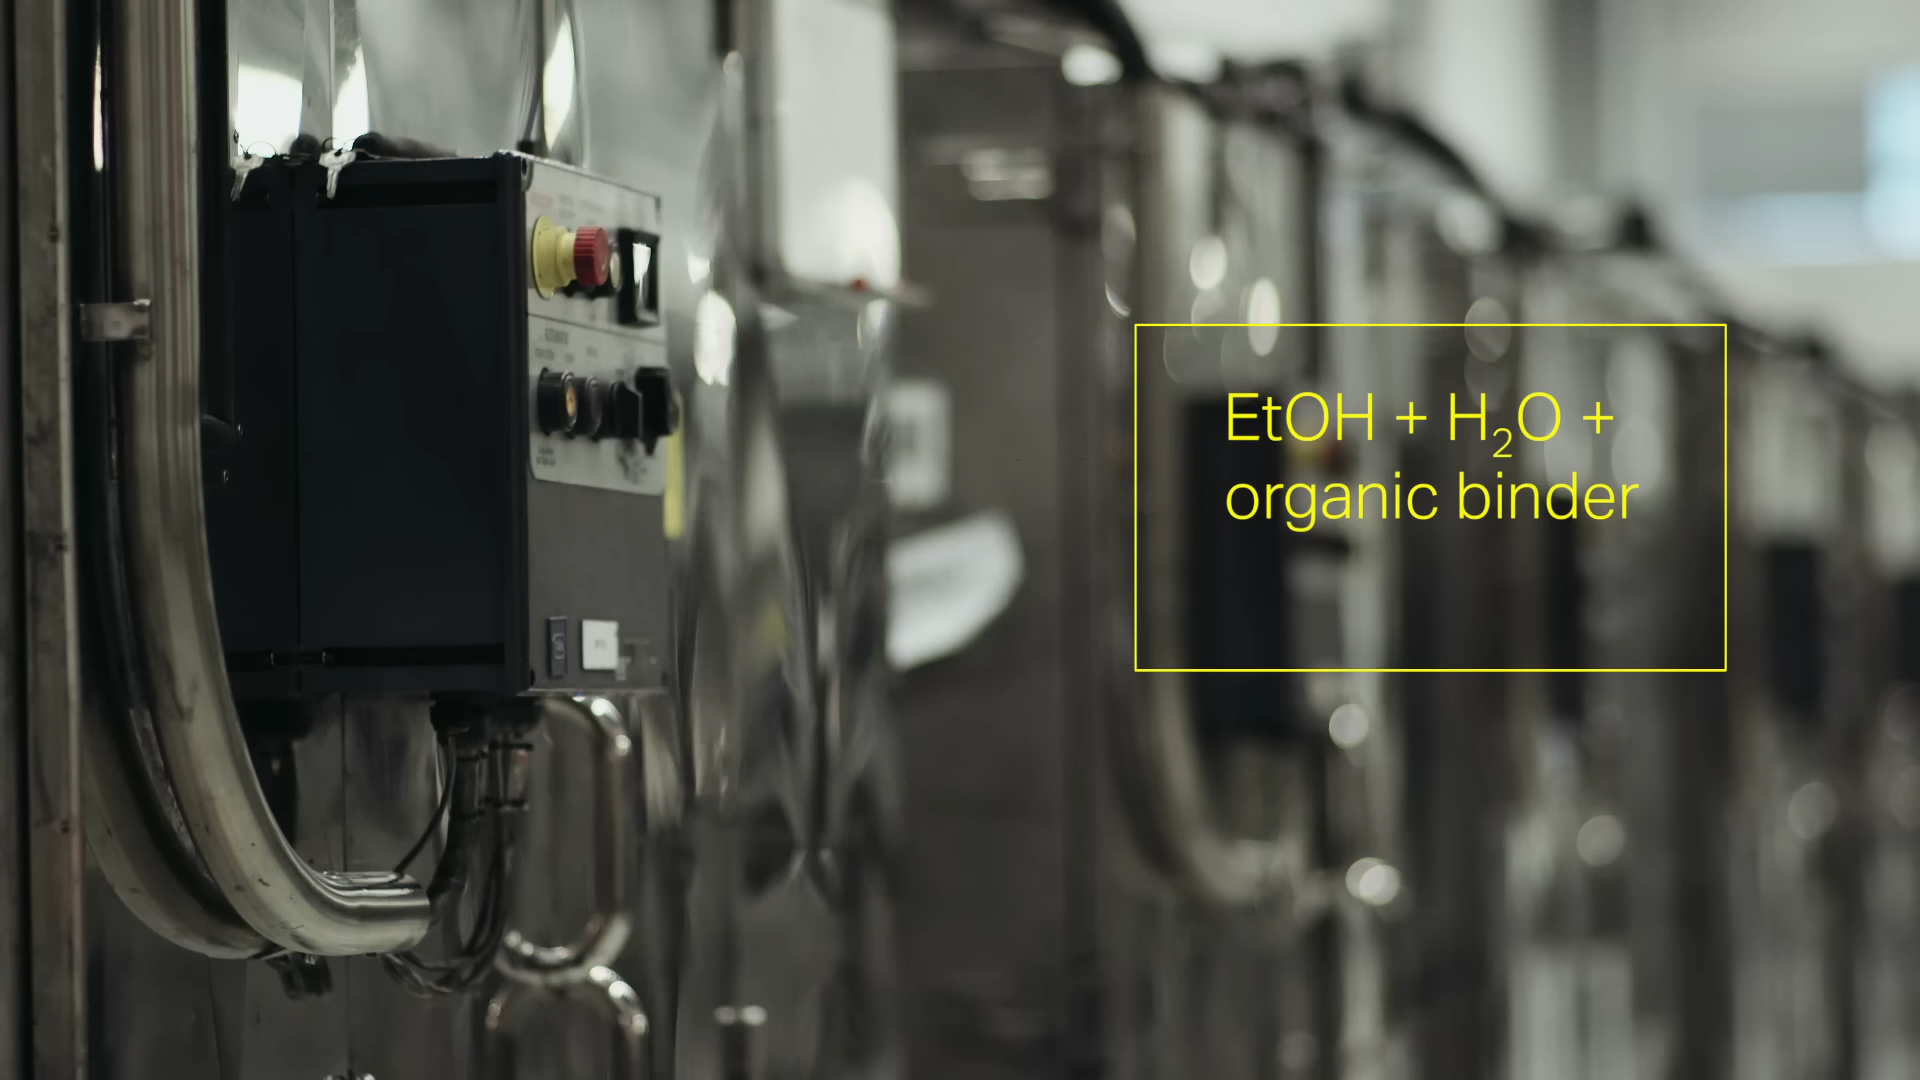 EtOH + H₂O +
organic binder